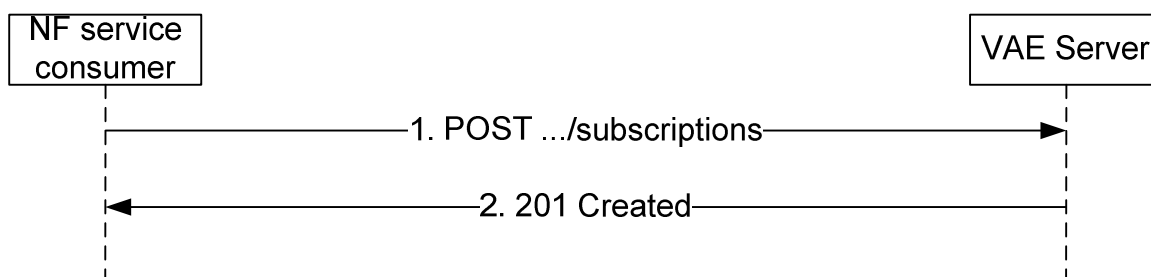 NF service
consumer
VAE Server
1. POST .../subscriptions
2. 201 Created